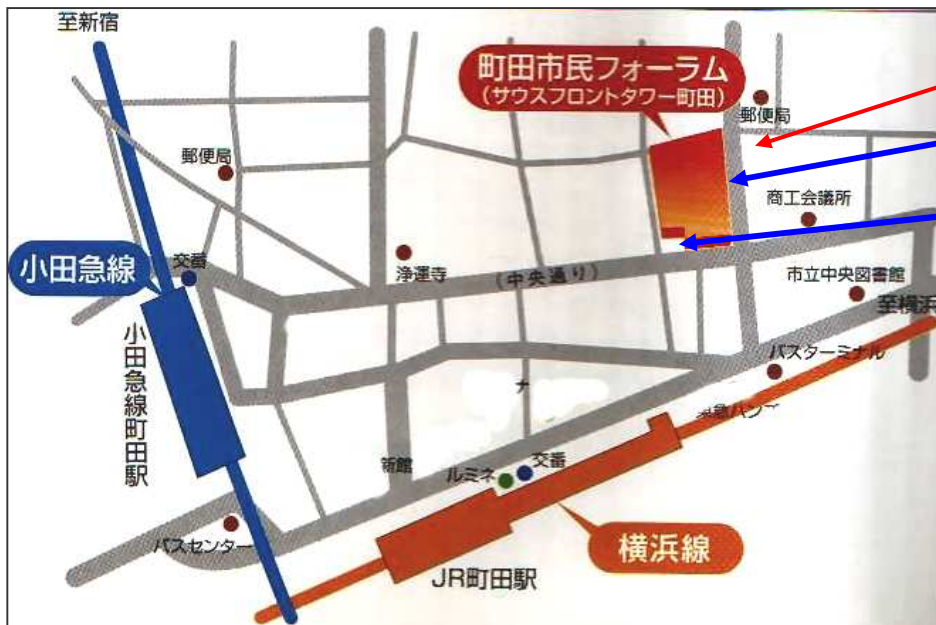 至新宿
町田市民フォーラム
(サウスフロントタワー町田)
郵便局
郵便局
商工会議所
小田急線
交番
浄運寺
(中央通り)
市立中央図書館
至横浜
小田急線町田駅
バスターミナル
ナ
新館
ルミネ
交番
バスセンター
横浜線
JR町田駅